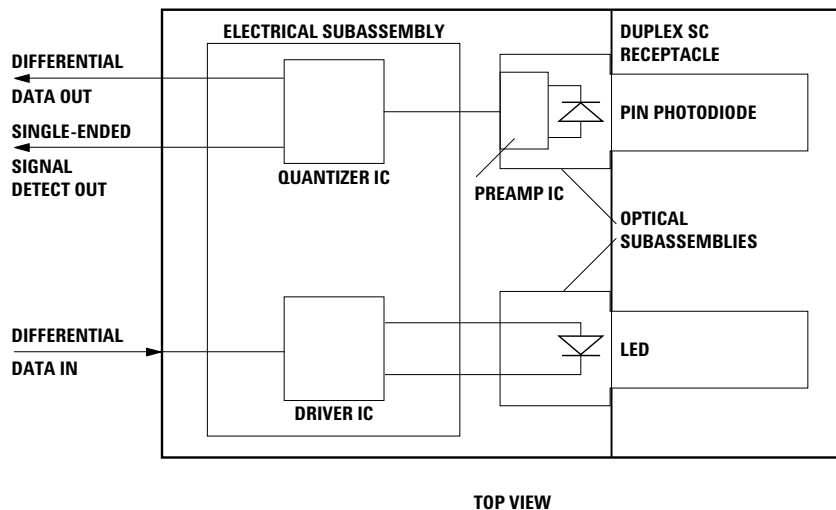 ELECTRICAL SUBASSEMBLY
DUPLEX SC
RECEPTACLE
DIFFERENTIAL
DATA OUT
SINGLE-ENDED
SIGNAL
DETECT OUT
QUANTIZER IC
PIN PHOTODIODE
PREAMP IC
OPTICAL
SUBASSEMBLIES
DIFFERENTIAL
DATA IN
DRIVER IC
LED
TOP VIEW